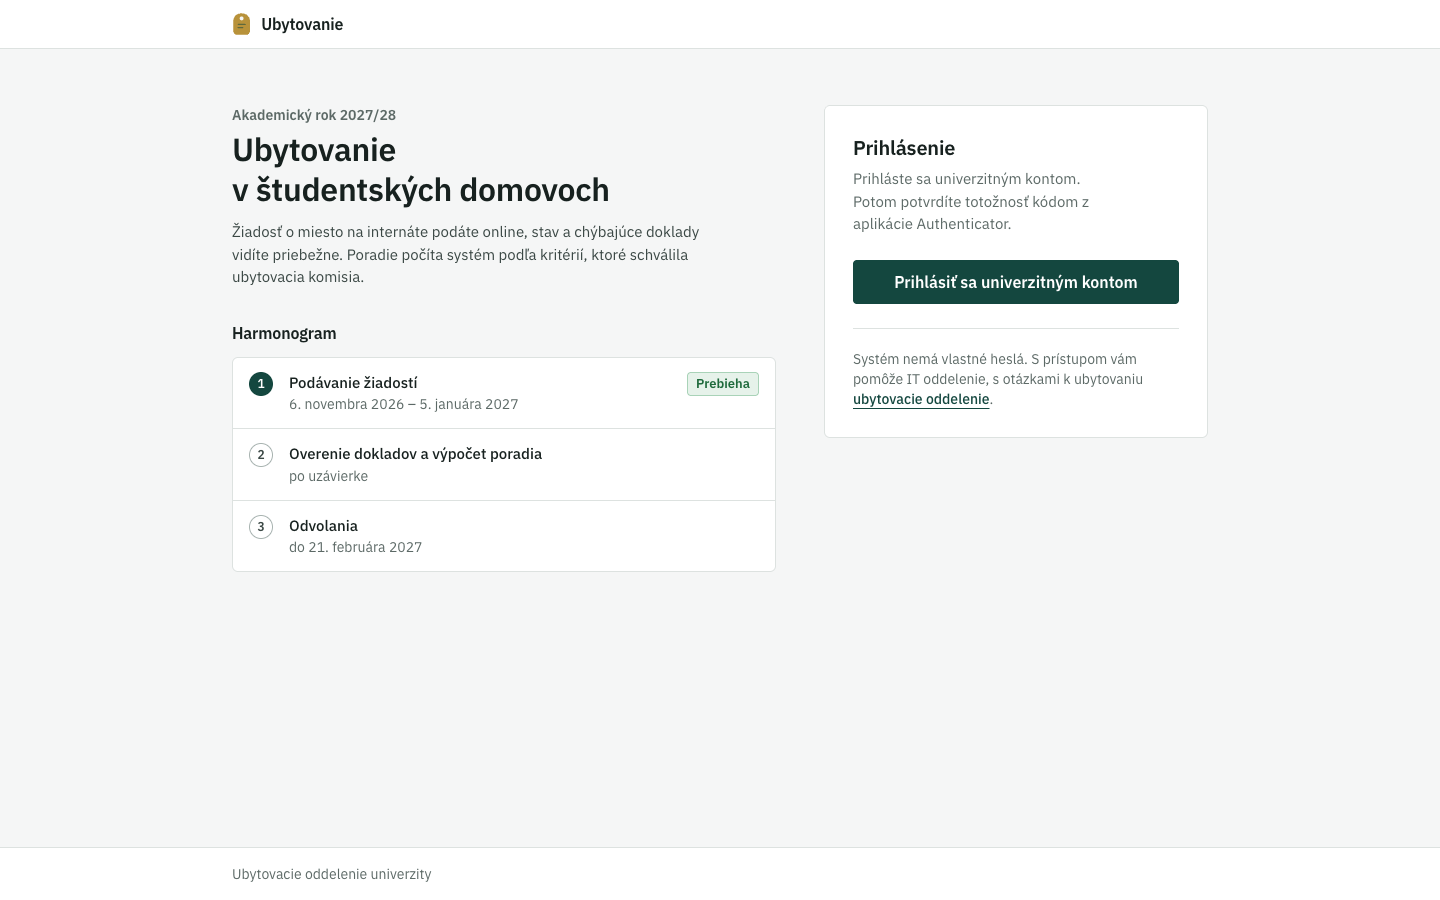 Ubytovanie
Akademický rok 2027/28
Ubytovanie
v študentských domovoch
Žiadosť o miesto na internáte podáte online, stav a chýbajúce doklady
vidíte priebežne. Poradie počíta systém podľa kritérií, ktoré schválila
ubytovacia komisia.
Harmonogram
1 Podávanie žiadostí Prebieha
6. novembra 2026 – 5. januára 2027
2 Overenie dokladov a výpočet poradia
po uzávierke
3 Odvolania
do 21. februára 2027
Prihlásenie
Prihláste sa univerzitným kontom.
Potom potvrdíte totožnosť kódom z
aplikácie Authenticator.
Prihlásiť sa univerzitným kontom
Systém nemá vlastné heslá. S prístupom vám
pomôže IT oddelenie, s otázkami k ubytovaniu
ubytovacie oddelenie.
Ubytovacie oddelenie univerzity